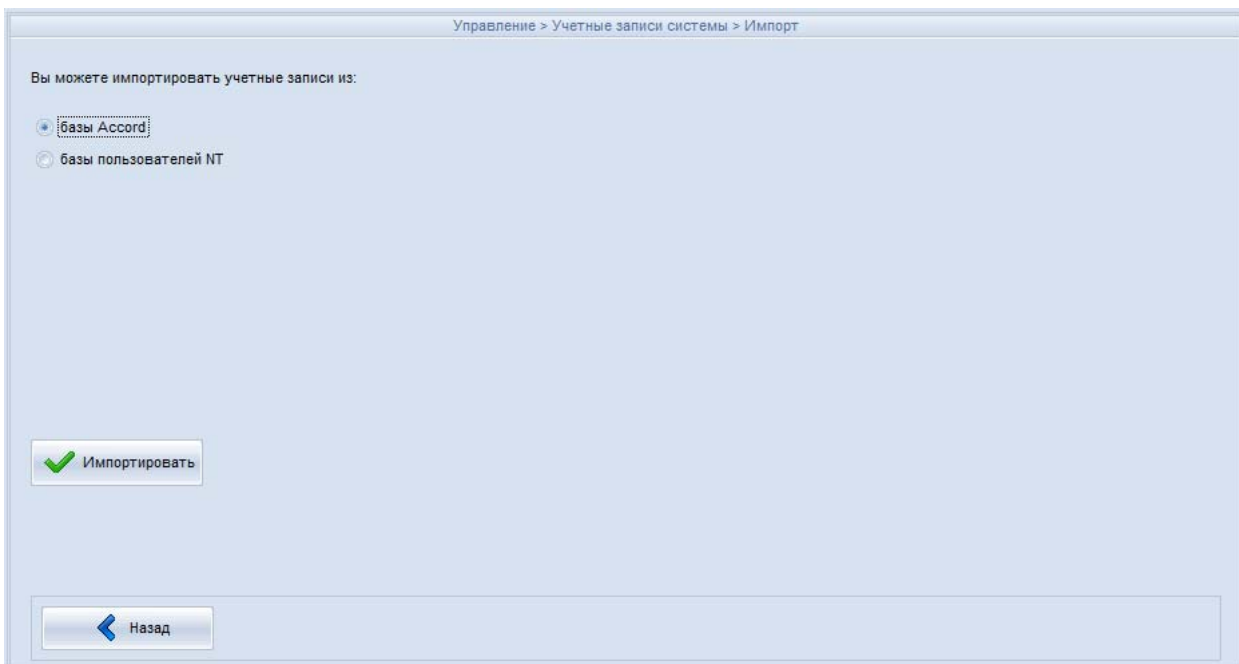 Управление > Учетные записи системы > Импорт
Вы можете импортировать учетные записи из:
базы Accord
базы пользователей NT
Импортировать
Назад